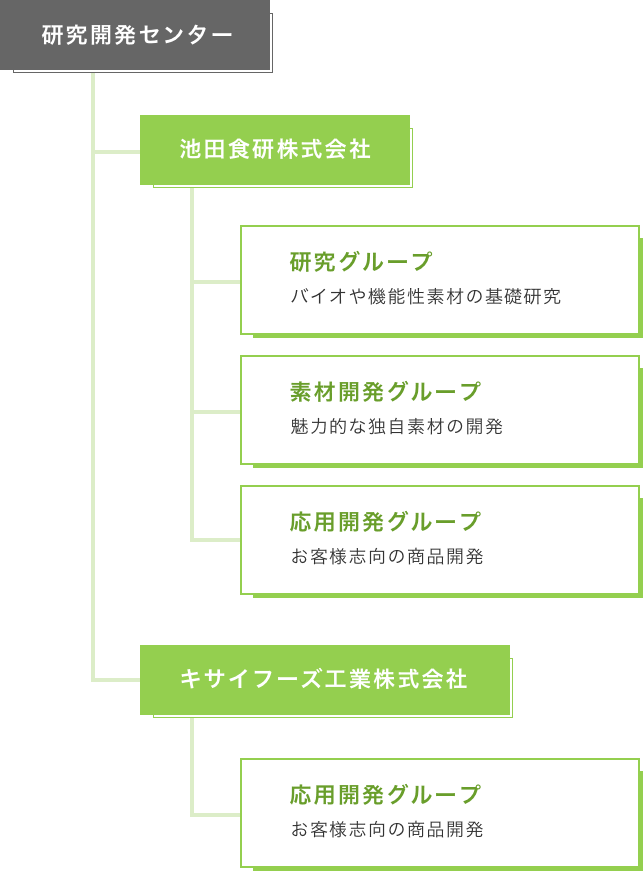 研究開発センター
池田食研株式会社
研究グループ
バイオや機能性素材の基礎研究
素材開発グループ
魅力的な独自素材の開発
応用開発グループ
お客様志向の商品開発
キサイフーズ工業株式会社
応用開発グループ
お客様志向の商品開発